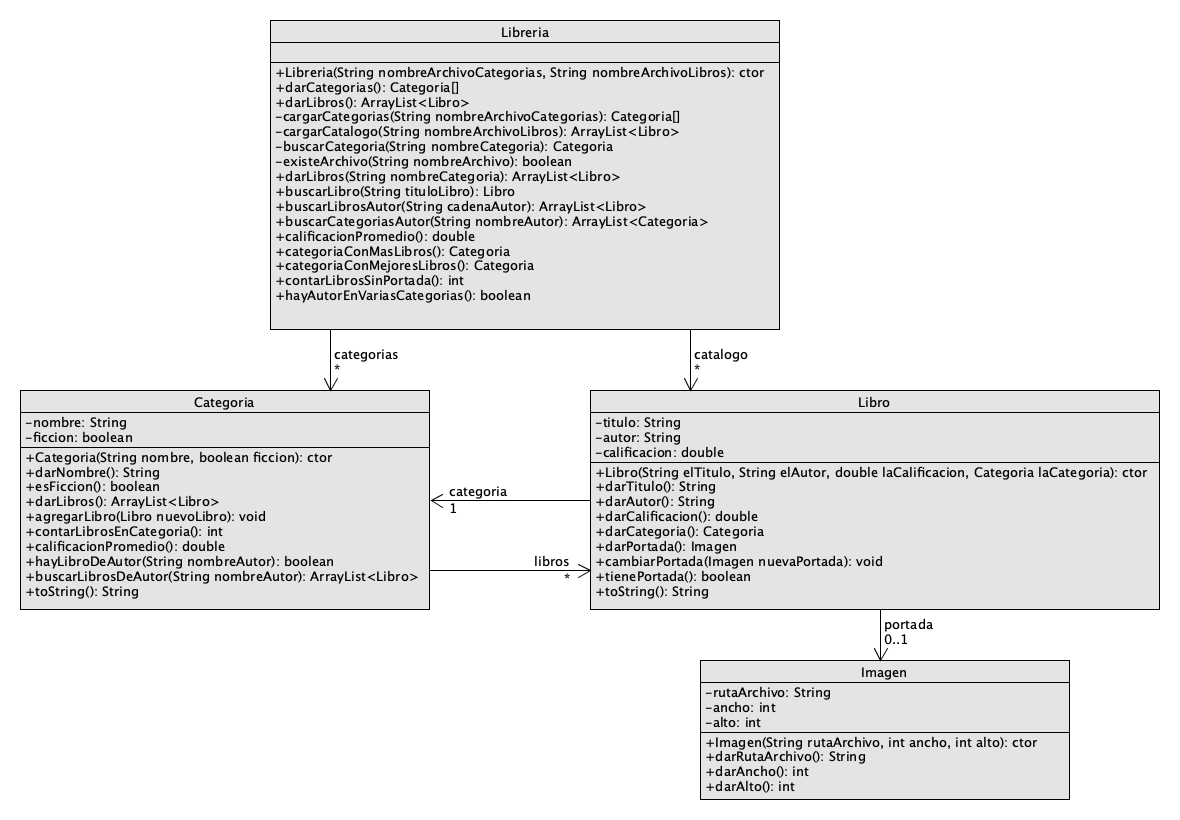 Libreria
+Libreria(String nombreArchivoCategorias, String nombreArchivoLibros): ctor
+darCategorias(): Categoria[]
+darLibros(): ArrayList<Libro>
-cargarCategorias(String nombreArchivoCategorias): Categoria[]
-cargarCatalogo(String nombreArchivoLibros): ArrayList<Libro>
-buscarCategoria(String nombreCategoria): Categoria
-existeArchivo(String nombreArchivo): boolean
+darLibros(String nombreCategoria): ArrayList<Libro>
+buscarLibro(String tituloLibro): Libro
+buscarLibrosAutor(String cadenaAutor): ArrayList<Libro>
+buscarCategoriasAutor(String nombreAutor): ArrayList<Categoria>
+calificacionPromedio(): double
+categoriaConMasLibros(): Categoria
+categoriaConMejoresLibros(): Categoria
+contarLibrosSinPortada(): int
+hayAutorEnVariasCategorias(): boolean
categorias
*
catalogo
*
Categoria
-nombre: String
-ficcion: boolean
+Categoria(String nombre, boolean ficcion): ctor
+darNombre(): String
+esFiccion(): boolean
+darLibros(): ArrayList<Libro>
+agregarLibro(Libro nuevoLibro): void
+contarLibrosEnCategoria(): int
+calificacionPromedio(): double
+hayLibroDeAutor(String nombreAutor): boolean
+buscarLibrosDeAutor(String nombreAutor): ArrayList<Libro>
+toString(): String
categoria
1
libros
*
Libro
-titulo: String
-autor: String
-calificacion: double
+Libro(String elTitulo, String elAutor, double laCalificacion, Categoria laCategoria): ctor
+darTitulo(): String
+darAutor(): String
+darCalificacion(): double
+darCategoria(): Categoria
+darPortada(): Imagen
+cambiarPortada(Imagen nuevaPortada): void
+tienePortada(): boolean
+toString(): String
portada
0..1
Imagen
-rutaArchivo: String
-ancho: int
-alto: int
+Imagen(String rutaArchivo, int ancho, int alto): ctor
+darRutaArchivo(): String
+darAncho(): int
+darAlto(): int